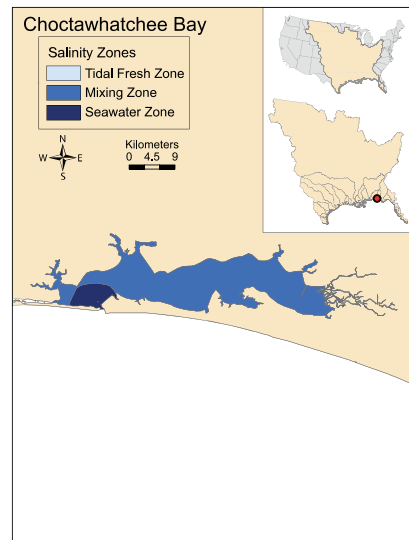 Choctawhatchee Bay
Salinity Zones
Tidal Fresh Zone
Mixing Zone
Seawater Zone
N
W E
S
Kilometers
0 4.5 9